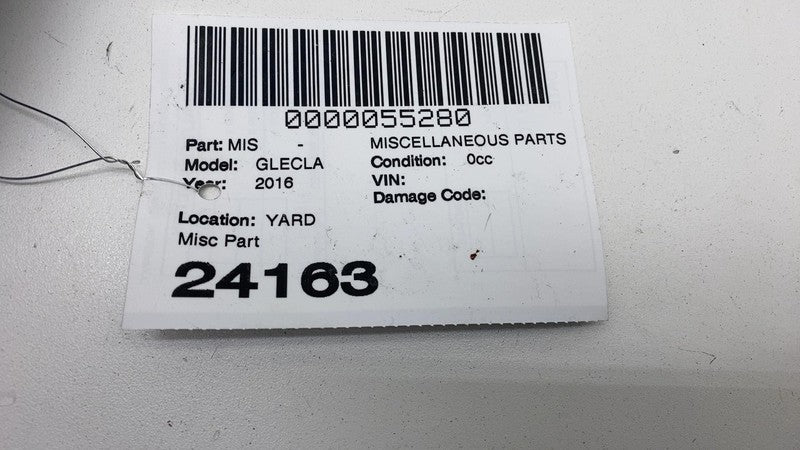 0000055280
Part: MIS - MISCELLANEOUS PARTS
Model: GLECLA Condition: 0cc
Year: 2016 VIN:
Damage Code:
Location: YARD
Misc Part
24163